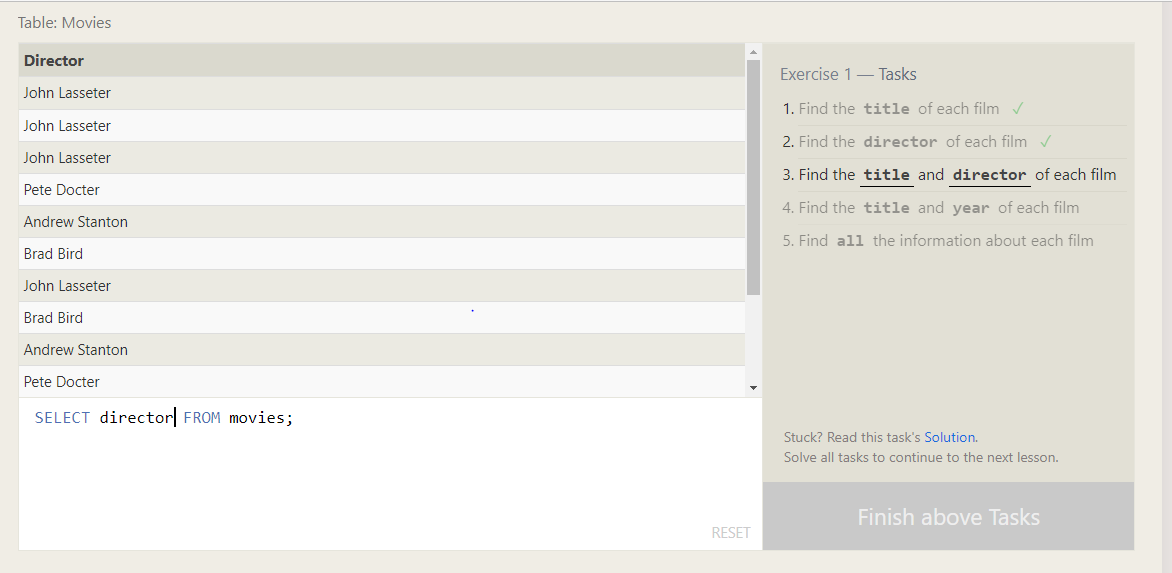 Table: Movies
Director
John Lasseter
John Lasseter
John Lasseter
Pete Docter
Andrew Stanton
Brad Bird
John Lasseter
Brad Bird
Andrew Stanton
Pete Docter
SELECT director FROM movies;
RESET
Exercise 1 — Tasks
1. Find the title of each film ✓
2. Find the director of each film ✓
3. Find the title and director of each film
4. Find the title and year of each film
5. Find all the information about each film
Stuck? Read this task's Solution.
Solve all tasks to continue to the next lesson.
Finish above Tasks